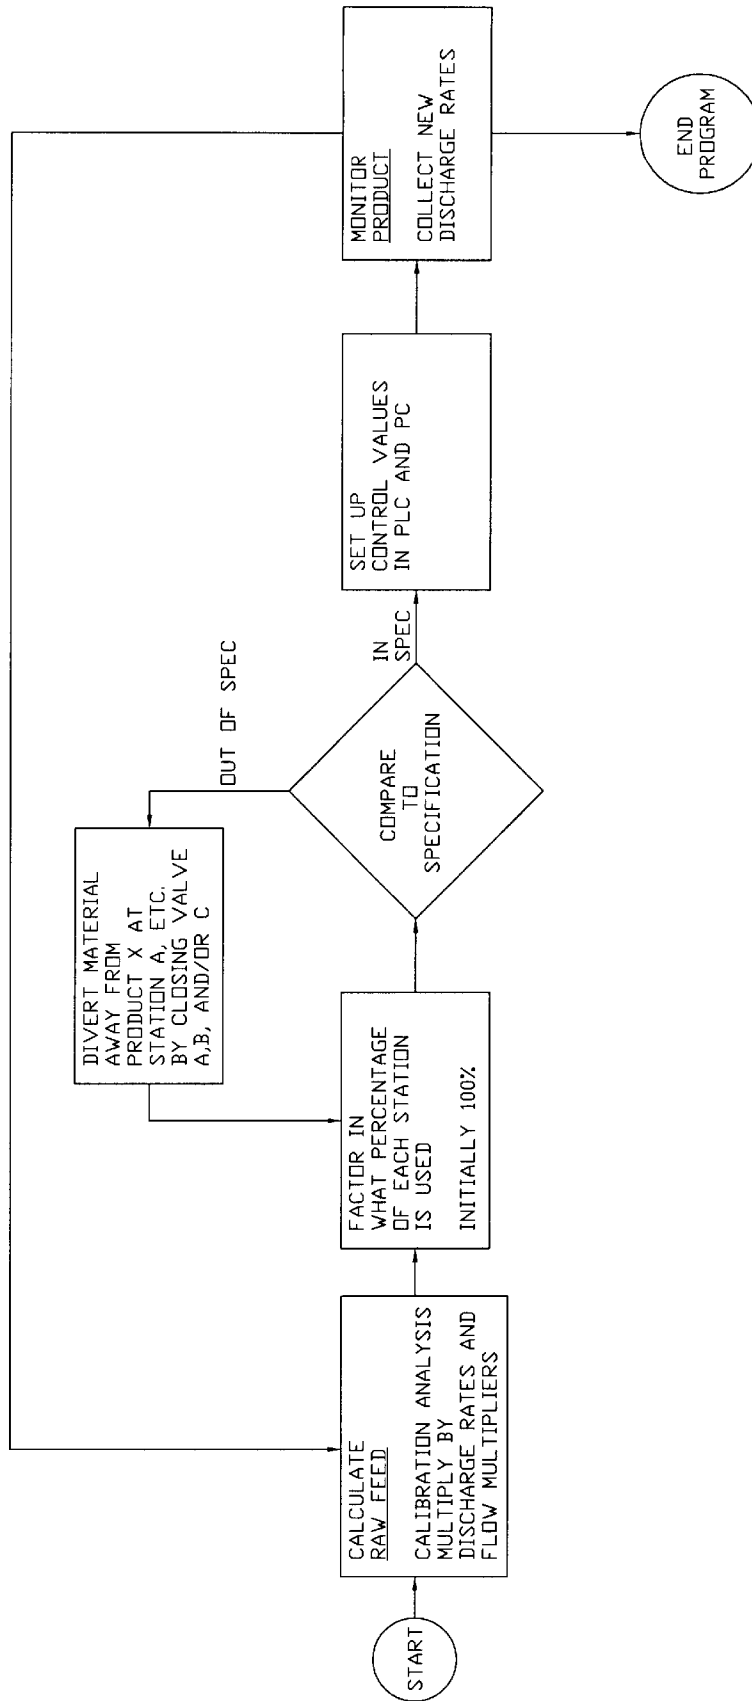 START
CALCULATE
RAW FEED
CALIBRATION ANALYSIS
MULTIPLY BY
DISCHARGE RATES AND
FLOW MULTIPLIERS
FACTOR IN
WHAT PERCENTAGE
OF EACH STATION
IS USED
INITIALLY 100%
DIVERT MATERIAL
AWAY FROM
PRODUCT X AT
STATION A, ETC.
BY CLOSING VALVE
A,B, AND/OR C
COMPARE
TO
SPECIFICATION
OUT OF SPEC
IN
SPEC
SET UP
CONTROL VALUES
IN PLC AND PC
MONITOR
PRODUCT
COLLECT NEW
DISCHARGE RATES
END
PROGRAM